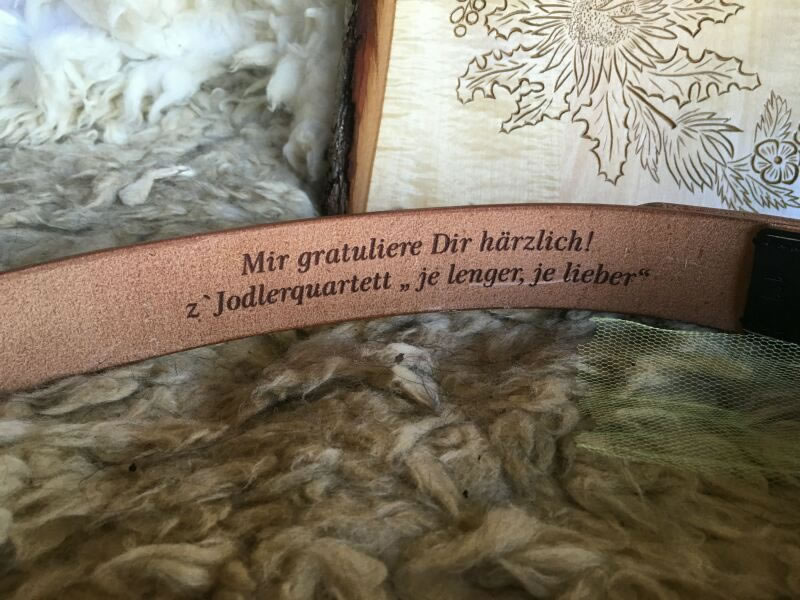 Mir gratuliere Dir härzlich!
z`Jodlerquartett „ je lenger, je lieber“